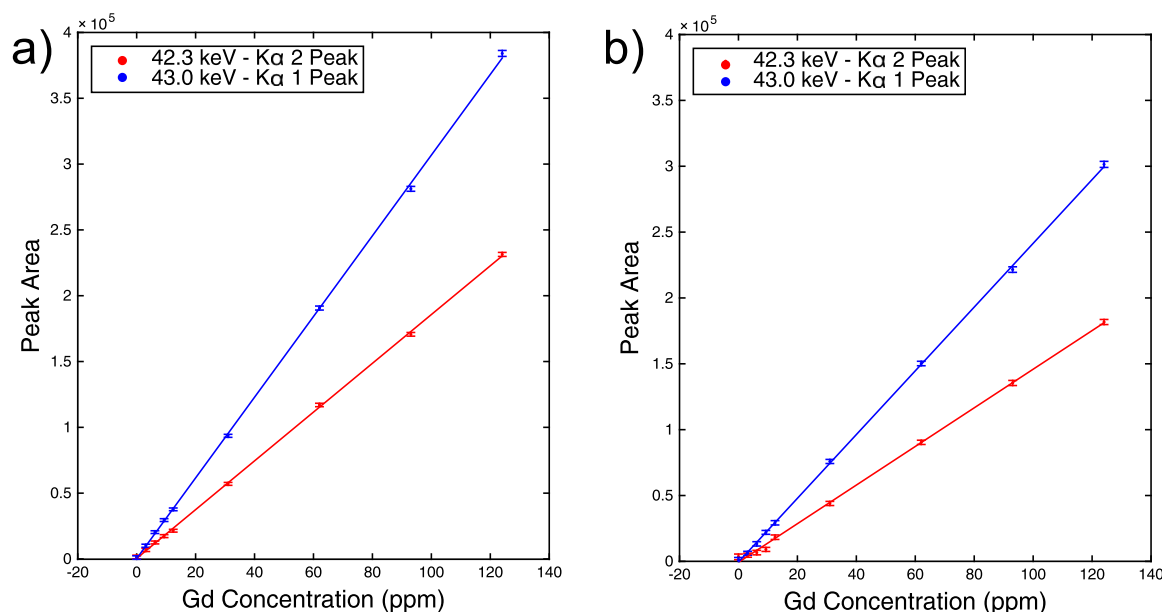 a)
× 10⁵
42.3 keV - Kα 2 Peak
43.0 keV - Kα 1 Peak
4
3.5
3
2.5
2
1.5
1
0.5
0
Peak Area
-20 0 20 40 60 80 100 120 140
Gd Concentration (ppm)
b)
× 10⁵
42.3 keV - Kα 2 Peak
43.0 keV - Kα 1 Peak
4
3.5
3
2.5
2
1.5
1
0.5
0
Peak Area
-20 0 20 40 60 80 100 120 140
Gd Concentration (ppm)